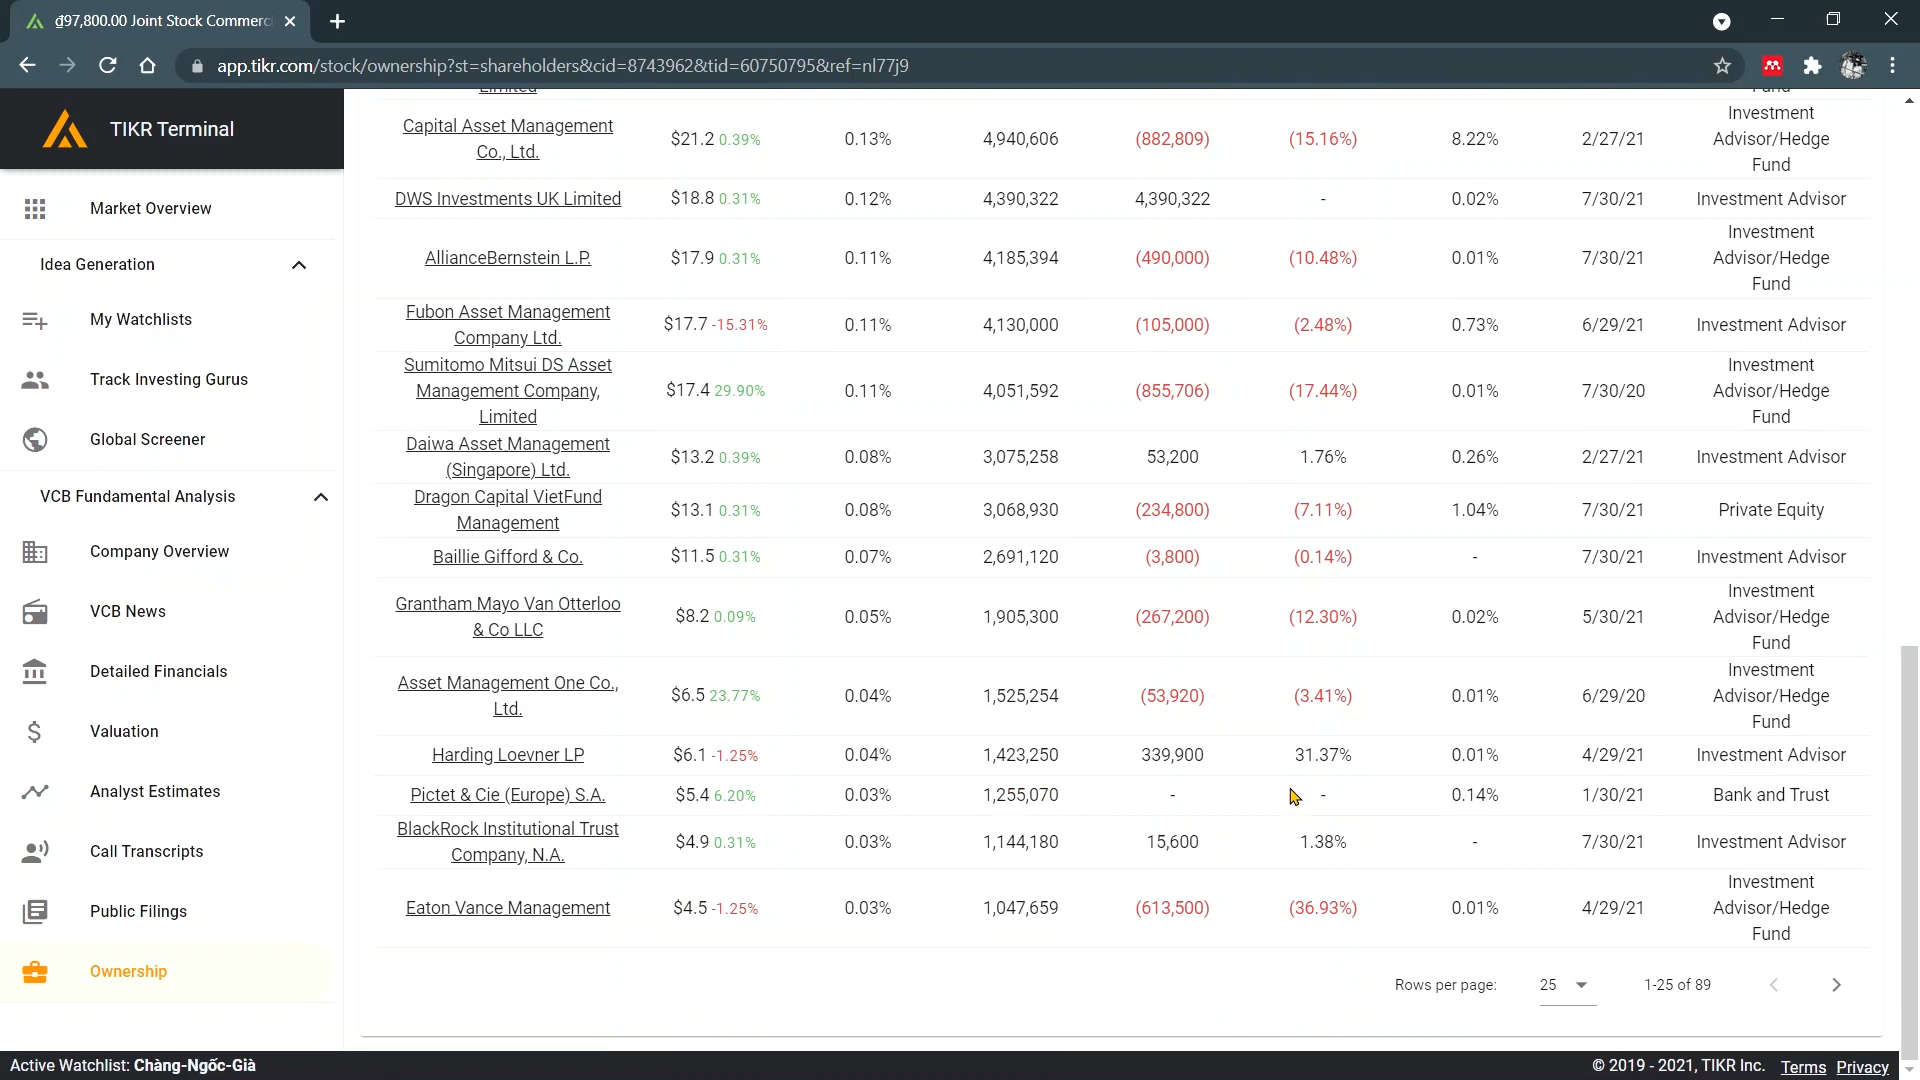 ₫97,800.00 Joint Stock Commerci
app.tikr.com/stock/ownership?st=shareholders&cid=8743962&tid=60750795&ref=nl77j9
TIKR Terminal
Market Overview
Idea Generation
My Watchlists
Track Investing Gurus
Global Screener
VCB Fundamental Analysis
Company Overview
VCB News
Detailed Financials
Valuation
Analyst Estimates
Call Transcripts
Public Filings
Ownership
Limited Fund
Capital Asset Management Co., Ltd. $21.2 0.39% 0.13% 4,940,606 (882,809) (15.16%) 8.22% 2/27/21 Investment Advisor/Hedge Fund
DWS Investments UK Limited $18.8 0.31% 0.12% 4,390,322 4,390,322 - 0.02% 7/30/21 Investment Advisor
AllianceBernstein L.P. $17.9 0.31% 0.11% 4,185,394 (490,000) (10.48%) 0.01% 7/30/21 Investment Advisor/Hedge Fund
Fubon Asset Management Company Ltd. $17.7 -15.31% 0.11% 4,130,000 (105,000) (2.48%) 0.73% 6/29/21 Investment Advisor
Sumitomo Mitsui DS Asset Management Company, Limited $17.4 29.90% 0.11% 4,051,592 (855,706) (17.44%) 0.01% 7/30/20 Investment Advisor/Hedge Fund
Daiwa Asset Management (Singapore) Ltd. $13.2 0.39% 0.08% 3,075,258 53,200 1.76% 0.26% 2/27/21 Investment Advisor
Dragon Capital VietFund Management $13.1 0.31% 0.08% 3,068,930 (234,800) (7.11%) 1.04% 7/30/21 Private Equity
Baillie Gifford & Co. $11.5 0.31% 0.07% 2,691,120 (3,800) (0.14%) - 7/30/21 Investment Advisor
Grantham Mayo Van Otterloo & Co LLC $8.2 0.09% 0.05% 1,905,300 (267,200) (12.30%) 0.02% 5/30/21 Investment Advisor/Hedge Fund
Asset Management One Co., Ltd. $6.5 23.77% 0.04% 1,525,254 (53,920) (3.41%) 0.01% 6/29/20 Investment Advisor/Hedge Fund
Harding Loevner LP $6.1 -1.25% 0.04% 1,423,250 339,900 31.37% 0.01% 4/29/21 Investment Advisor
Pictet & Cie (Europe) S.A. $5.4 6.20% 0.03% 1,255,070 - - 0.14% 1/30/21 Bank and Trust
BlackRock Institutional Trust Company, N.A. $4.9 0.31% 0.03% 1,144,180 15,600 1.38% - 7/30/21 Investment Advisor
Eaton Vance Management $4.5 -1.25% 0.03% 1,047,659 (613,500) (36.93%) 0.01% 4/29/21 Investment Advisor/Hedge Fund
Rows per page: 25 1-25 of 89
Active Watchlist: Chàng-Ngốc-Già
© 2019 - 2021, TIKR Inc. Terms Privacy